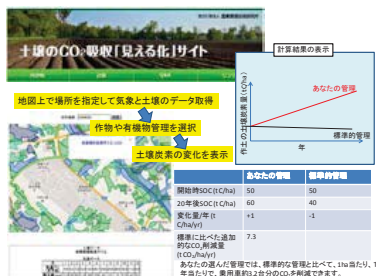 土壌のCO₂吸収「見える化」サイト
計算結果の表示
地図上で場所を指定して気象と土壌のデータ取得
作物や有機物管理を選択
土壌炭素の変化を表示
作土の土壌炭素量(tC/ha)
あなたの管理
標準的管理
年
あなたの管理 標準的管理
開始時SOC(tC/ha) 50 50
20年後SOC(tC/ha) 60 40
変化量/年(t
C/ha/yr) +1 -1
標準に比べた追加
的なCO₂削減量
(tCO₂/ha/yr) 7.3
あなたの選んだ管理では、標準的な管理と比べて、1ha当たり、1
年当たりで、乗用車約3.2台分のCO₂を削減できます。